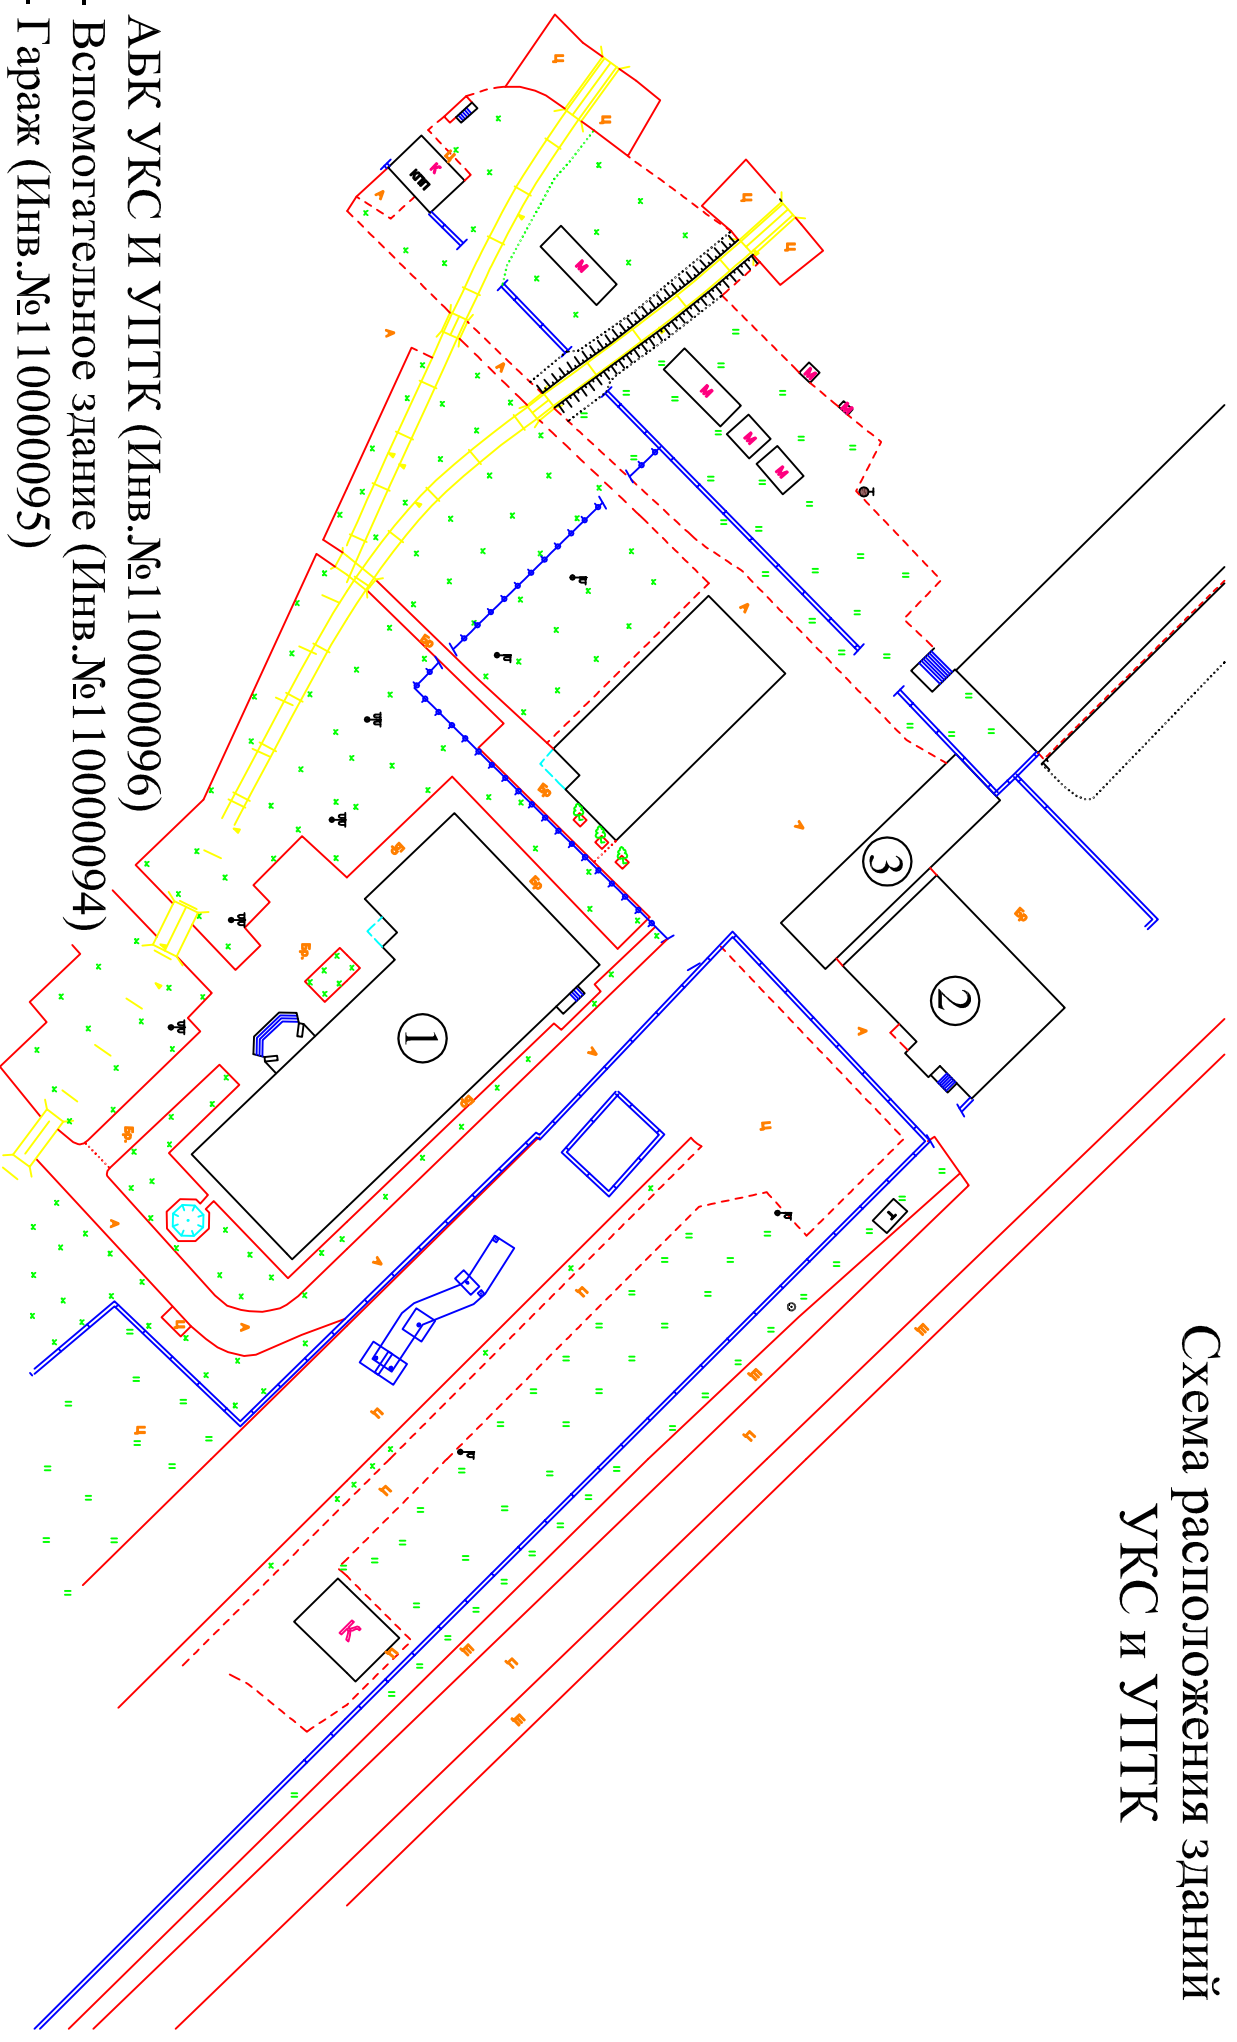 Схема расположения зданий
УКС и УПТК
АБК УКС И УПТК (Инв.№110000096)
- Вспомогательное здание (Инв.№110000094)
- Гараж (Инв.№110000095)
1
2
3